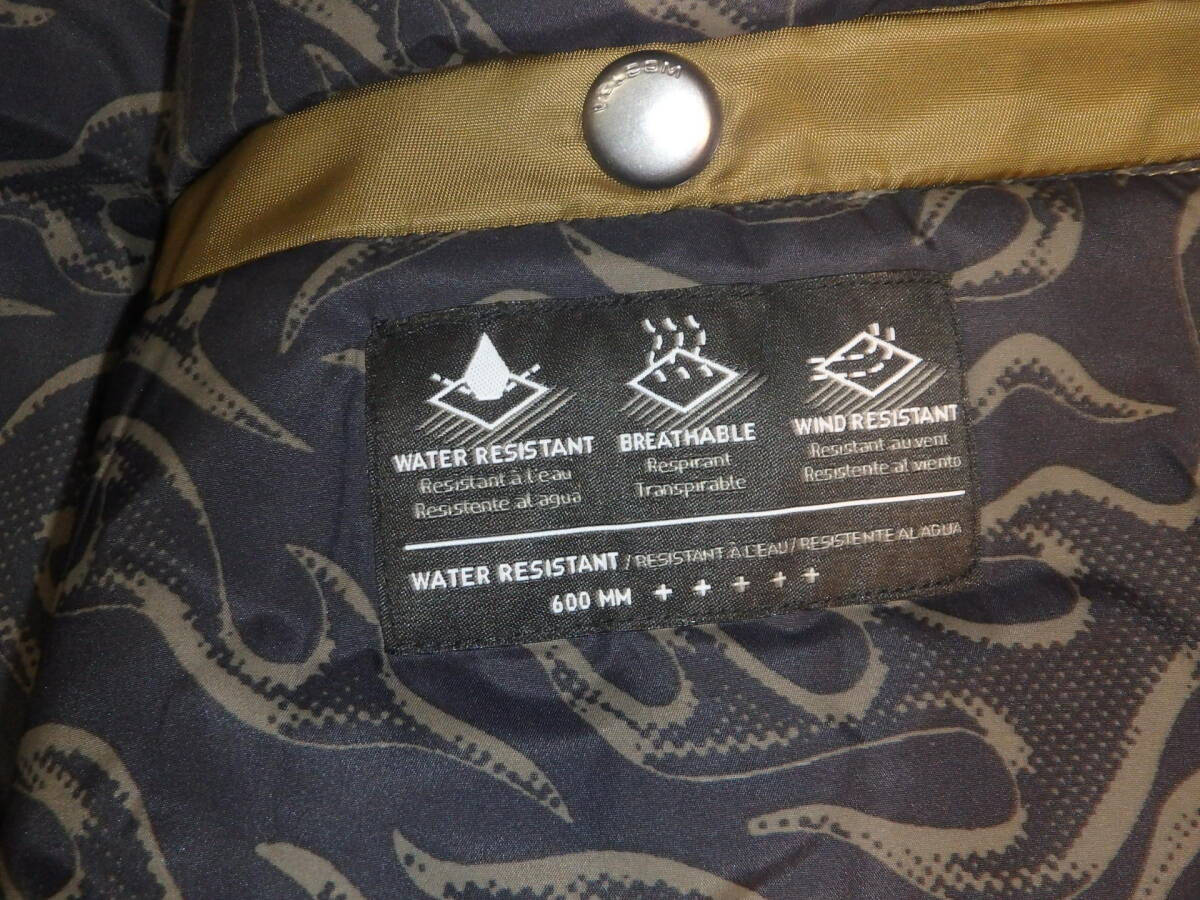 VOLCOM
WATER RESISTANT
Resistant à l'eau
Resistente al agua
BREATHABLE
Respirant
Transpirable
WIND RESISTANT
Resistant au vent
Resistente al viento
WATER RESISTANT / RESISTANT À L'EAU / RESISTENTE AL AGUA
600 MM + + + + +